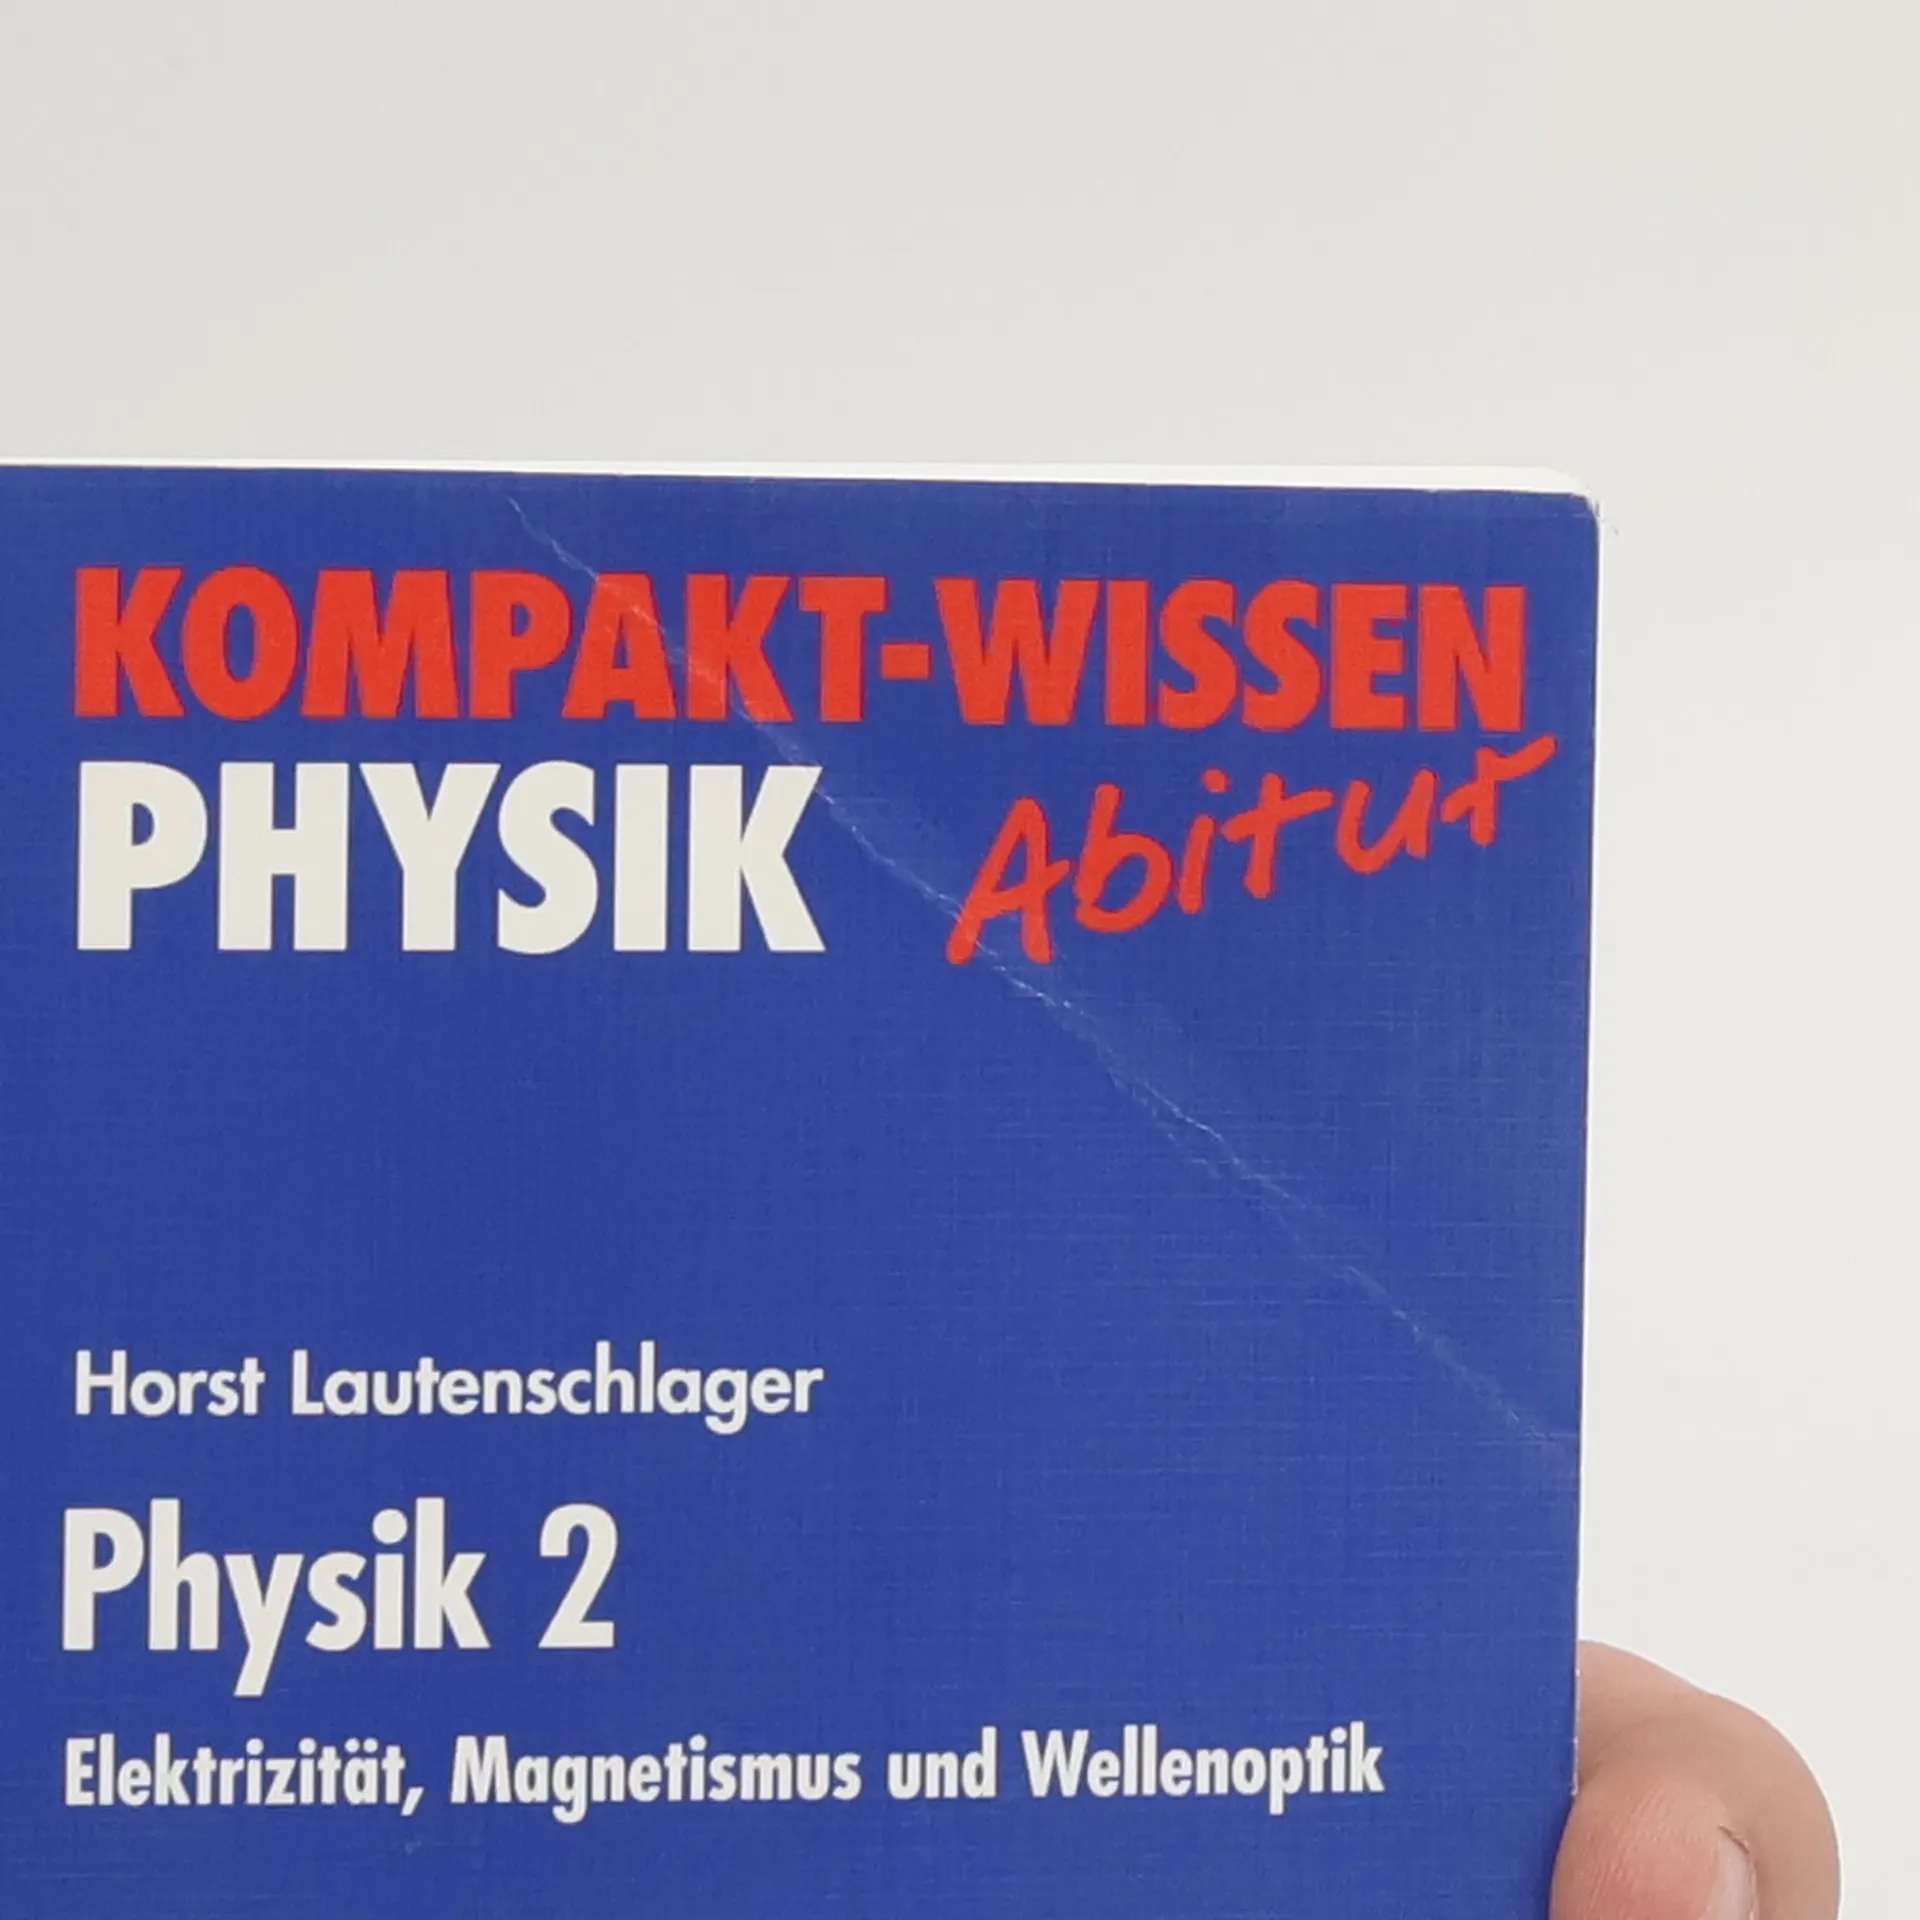 KOMPAKT-WISSEN
PHYSIK Abitur
Horst Lautenschlager
Physik 2
Elektrizität, Magnetismus und Wellenoptik